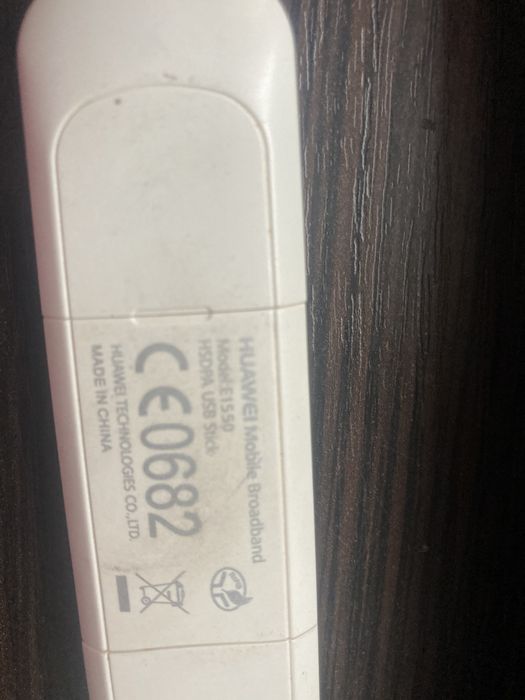 HUAWEI Mobile Broadband
Model:E1550
HSDPA USB Stick
CE0682
HUAWEI TECHNOLOGIES CO.,LTD.
MADE IN CHINA